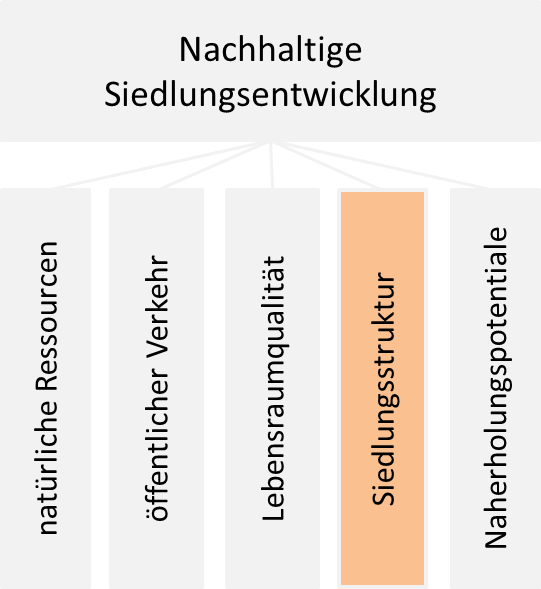 Nachhaltige
Siedlungsentwicklung
natürliche Ressourcen
öffentlicher Verkehr
Lebensraumqualität
Siedlungsstruktur
Naherholungspotentiale